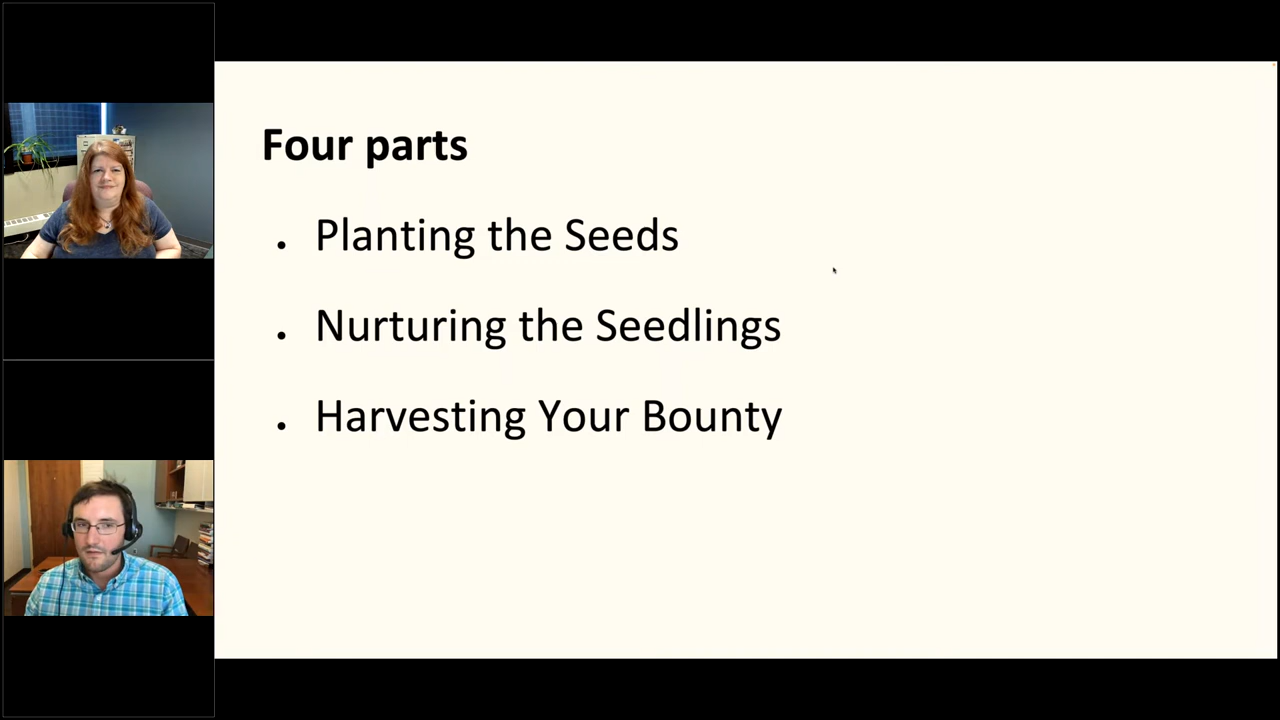 Four parts
. Planting the Seeds
. Nurturing the Seedlings
. Harvesting Your Bounty